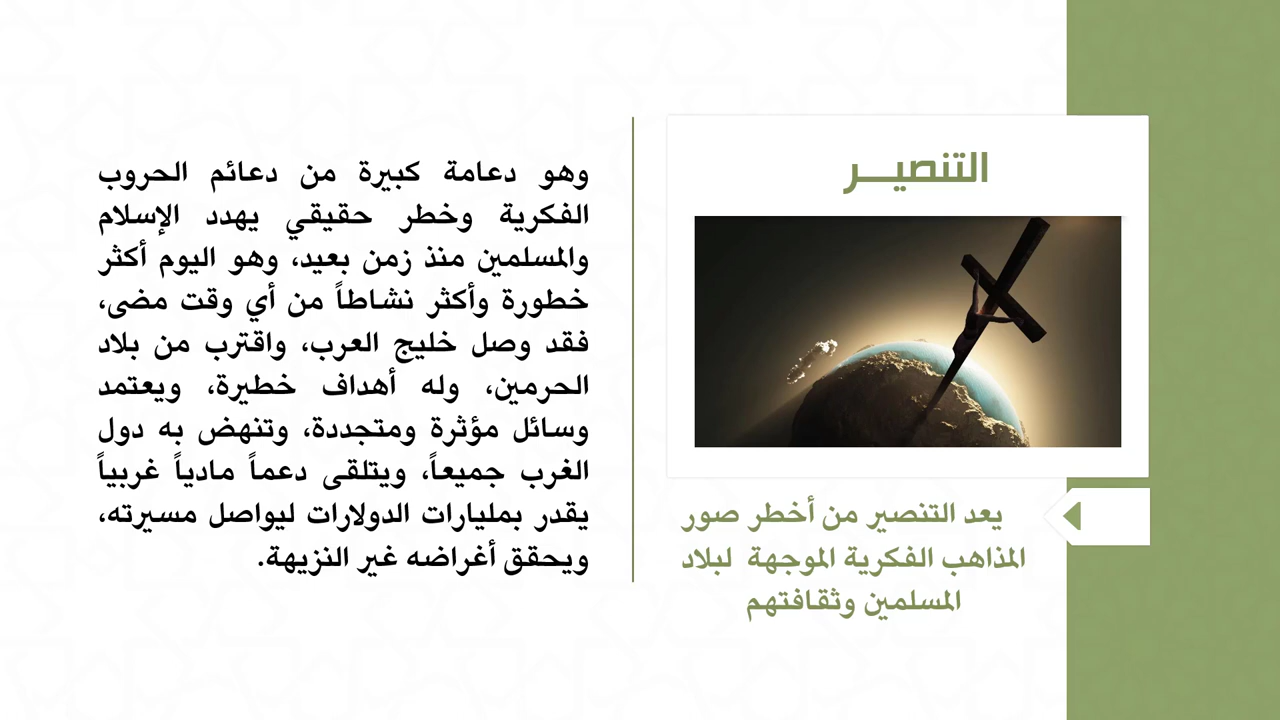 التنصيـــر
يعد التنصير من أخطر صور
المذاهب الفكرية الموجهة لبلاد
المسلمين وثقافتهم
وهو دعامة كبيرة من دعائم الحروب
الفكرية وخطر حقيقي يهدد الإسلام
والمسلمين منذ زمن بعيد، وهو اليوم أكثر
خطورة وأكثر نشاطاً من أي وقت مضى،
فقد وصل خليج العرب، واقترب من بلاد
الحرمين، وله أهداف خطيرة، ويعتمد
وسائل مؤثرة ومتجددة، وتنهض به دول
الغرب جميعاً، ويتلقى دعماً مادياً غربياً
يقدر بمليارات الدولارات ليواصل مسيرته،
ويحقق أغراضه غير النزيهة.